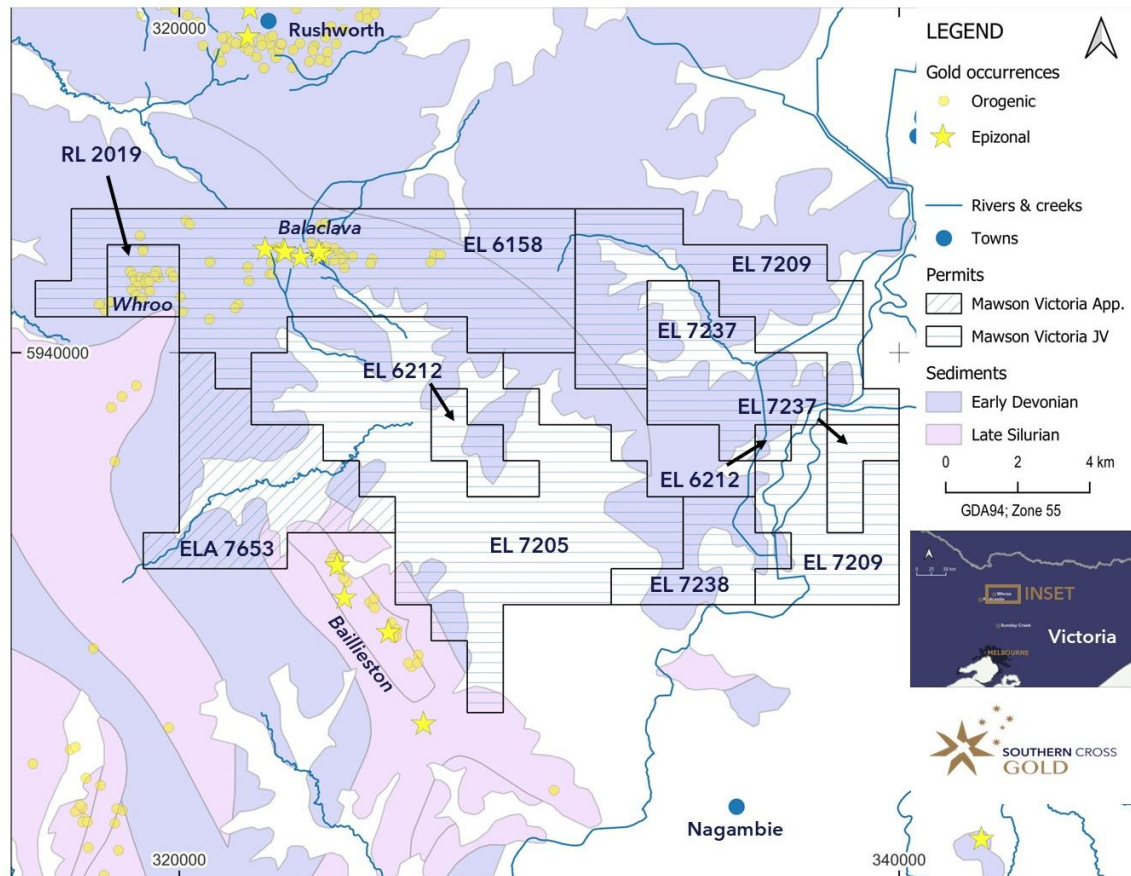 320000
Rushworth
RL 2019
Balaclava
EL 6158
EL 7209
Whroo
EL 7237
5940000
EL 6212
EL 7237
EL 6212
ELA 7653
EL 7205
EL 7209
EL 7238
Baillieston
Nagambie
320000
340000
LEGEND
Gold occurrences
Orogenic
Epizonal
Rivers & creeks
Towns
Permits
Mawson Victoria App.
Mawson Victoria JV
Sediments
Early Devonian
Late Silurian
0 2 4 km
GDA94; Zone 55
INSET
Whroo
Sunday Creek
Victoria
MELBOURNE
SOUTHERN CROSS
GOLD